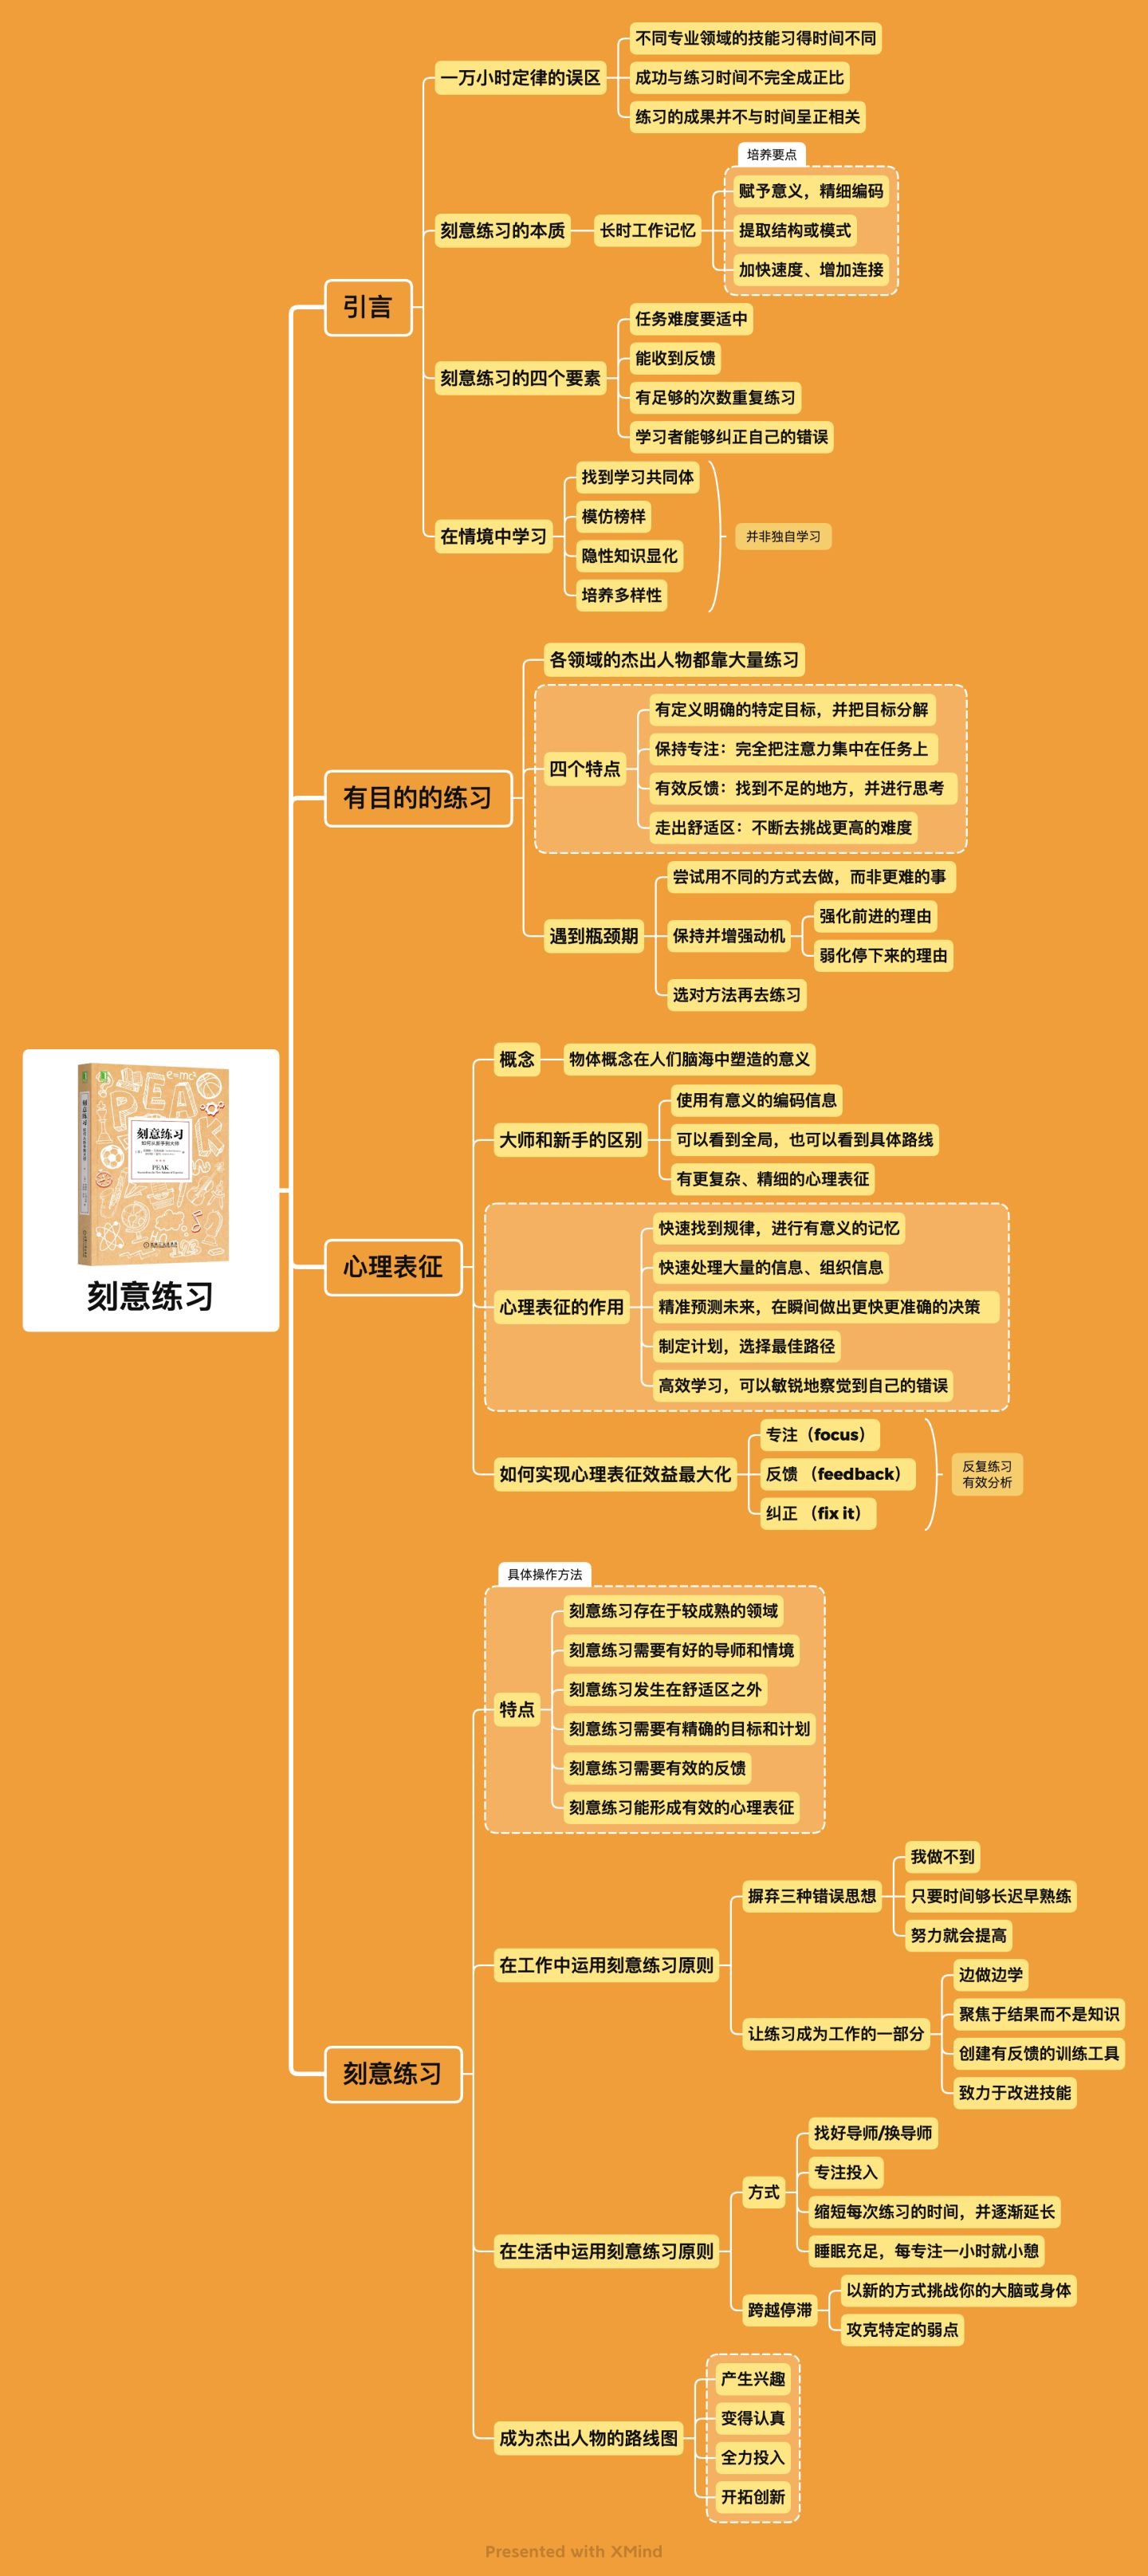 不同专业领域的技能习得时间不同
一万小时定律的误区
成功与练习时间不完全成正比
练习的成果并不与时间呈正相关
培养要点
赋予意义，精细编码
刻意练习的本质
长时工作记忆
提取结构或模式
加快速度、增加连接
引言
任务难度要适中
能收到反馈
刻意练习的四个要素
有足够的次数重复练习
学习者能够纠正自己的错误
找到学习共同体
模仿榜样
在情境中学习
并非独自学习
隐性知识显化
培养多样性
各领域的杰出人物都靠大量练习
有定义明确的特定目标，并把目标分解
保持专注：完全把注意力集中在任务上
四个特点
有效反馈：找到不足的地方，并进行思考
有目的的练习
走出舒适区：不断去挑战更高的难度
尝试用不同的方式去做，而非更难的事
强化前进的理由
遇到瓶颈期
保持并增强动机
弱化停下来的理由
选对方法再去练习
概念
物体概念在人们脑海中塑造的意义
使用有意义的编码信息
大师和新手的区别
可以看到全局，也可以看到具体路线
有更复杂、精细的心理表征
e=mc²
PEAK
刻意练习
刻意练习
如何从新手到大师
PEAK
刻意练习
快速找到规律，进行有意义的记忆
心理表征
快速处理大量的信息、组织信息
心理表征的作用
精准预测未来，在瞬间做出更快更准确的决策
制定计划，选择最佳路径
高效学习，可以敏锐地察觉到自己的错误
专注（focus）
如何实现心理表征效益最大化
反馈 （feedback）
反复练习
有效分析
纠正 （fix it）
具体操作方法
刻意练习存在于较成熟的领域
刻意练习需要有好的导师和情境
刻意练习发生在舒适区之外
特点
刻意练习需要有精确的目标和计划
刻意练习需要有效的反馈
刻意练习能形成有效的心理表征
我做不到
摒弃三种错误思想
只要时间够长迟早熟练
努力就会提高
在工作中运用刻意练习原则
边做边学
聚焦于结果而不是知识
让练习成为工作的一部分
创建有反馈的训练工具
致力于改进技能
刻意练习
找好导师/换导师
专注投入
方式
缩短每次练习的时间，并逐渐延长
睡眠充足，每专注一小时就小憩
在生活中运用刻意练习原则
以新的方式挑战你的大脑或身体
跨越停滞
攻克特定的弱点
产生兴趣
变得认真
成为杰出人物的路线图
全力投入
开拓创新
Presented with XMind